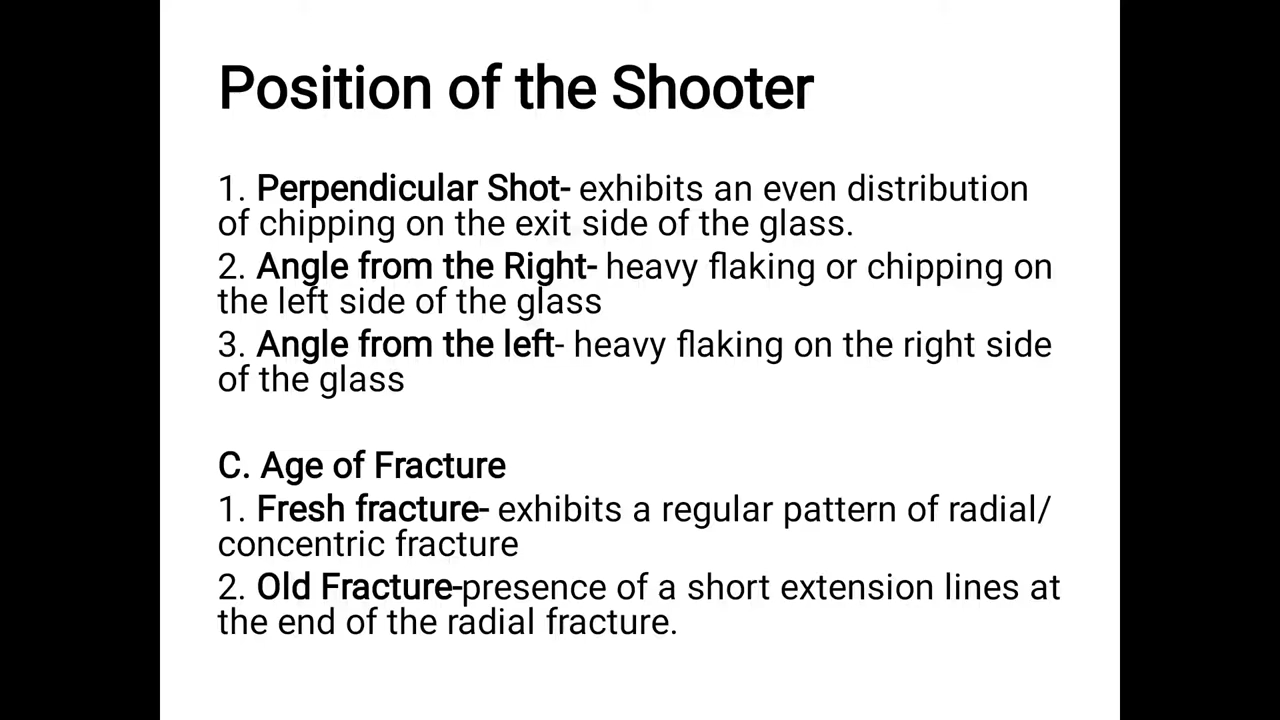 Position of the Shooter
1. Perpendicular Shot- exhibits an even distribution
of chipping on the exit side of the glass.
2. Angle from the Right- heavy flaking or chipping on
the left side of the glass
3. Angle from the left- heavy flaking on the right side
of the glass
C. Age of Fracture
1. Fresh fracture- exhibits a regular pattern of radial/
concentric fracture
2. Old Fracture-presence of a short extension lines at
the end of the radial fracture.